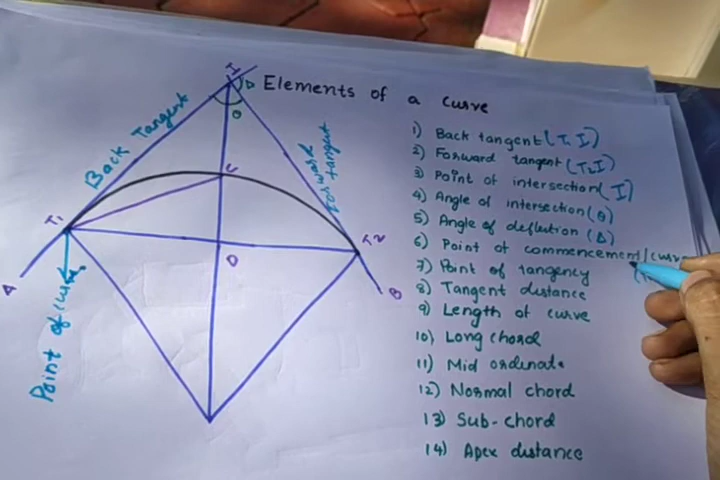 I
Elements of a curve
Δ
θ
Back Tangent
Forward
tangent
C
T1
T2
D
A
B
Point of curve
1) Back tangent (T1 I)
2) Forward tangent (T2 I)
3) Point of intersection (I)
4) Angle of intersection (θ)
5) Angle of deflection (Δ)
6) Point of commencement/curve
7) Point of tangency
8) Tangent distance
9) Length of curve
10) Long chord
11) Mid ordinate
12) Normal chord
13) Sub-chord
14) Apex distance